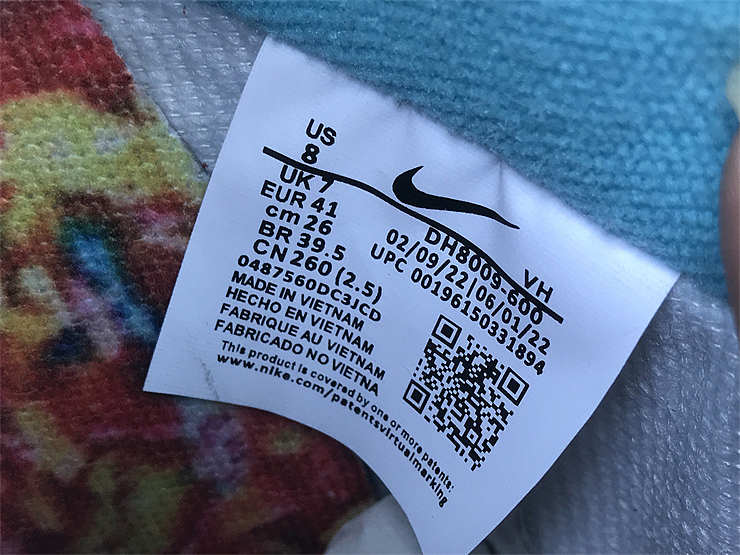 US
8
UK 7
EUR 41
cm 26
BR 39.5
CN 260 (2.5)
0487560DC3JCD
MADE IN VIETNAM
HECHO EN VIETNAM
FABRIQUE AU VIETNAM
FABRICADO NO VIETNA
This product is covered by one or more patents:
www.nike.com/patentsvirtualmarking
DH8009-600 VH
02/09/22|06/01/22
UPC 00196150331894